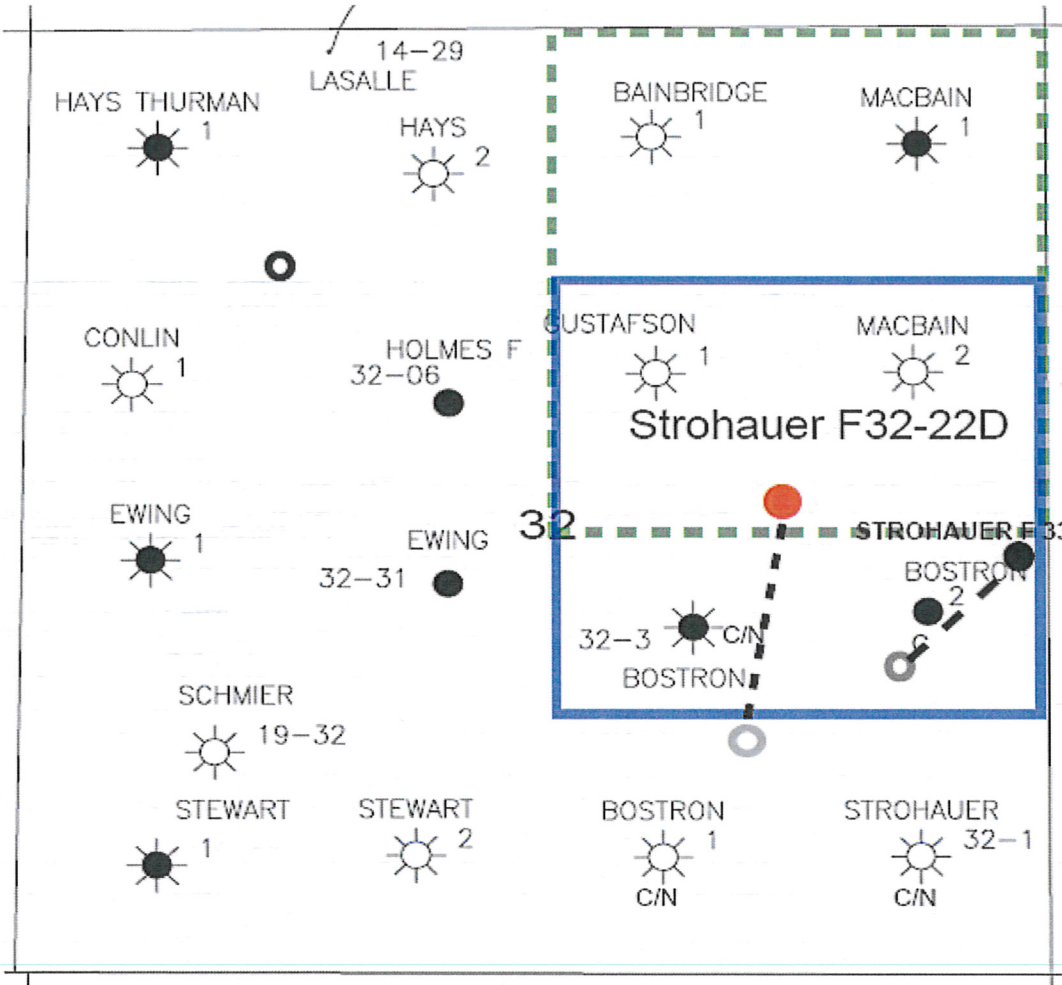 14-29
LASALLE
HAYS THURMAN
1
HAYS
2
BAINBRIDGE
1
MACBAIN
1
CONLIN
1
HOLMES F
32-06
GUSTAFSON
1
MACBAIN
2
Strohauer F32-22D
EWING
1
EWING
32-31
32
STROHAUER F 33
BOSTRON
2
C
32-3
C/N
BOSTRON
SCHMIER
19-32
STEWART
1
STEWART
2
BOSTRON
1
C/N
STROHAUER
32-1
C/N